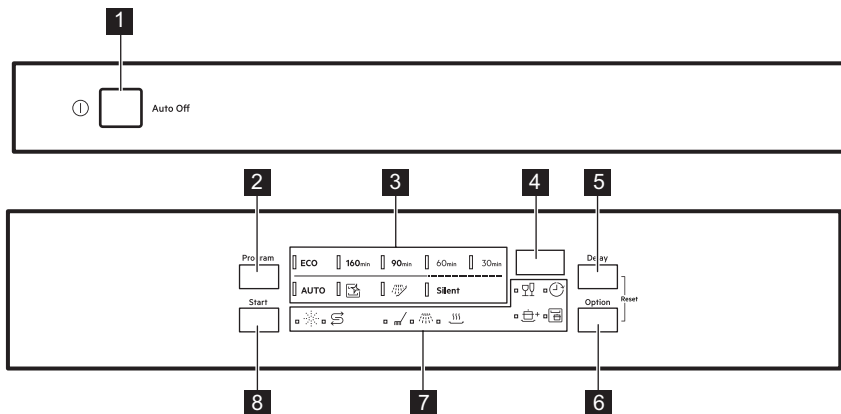 1
Auto Off
2 3 4 5
Program Delay
ECO 160min 90min 60min 30min
AUTO Silent
Start Option Reset
8 7 6